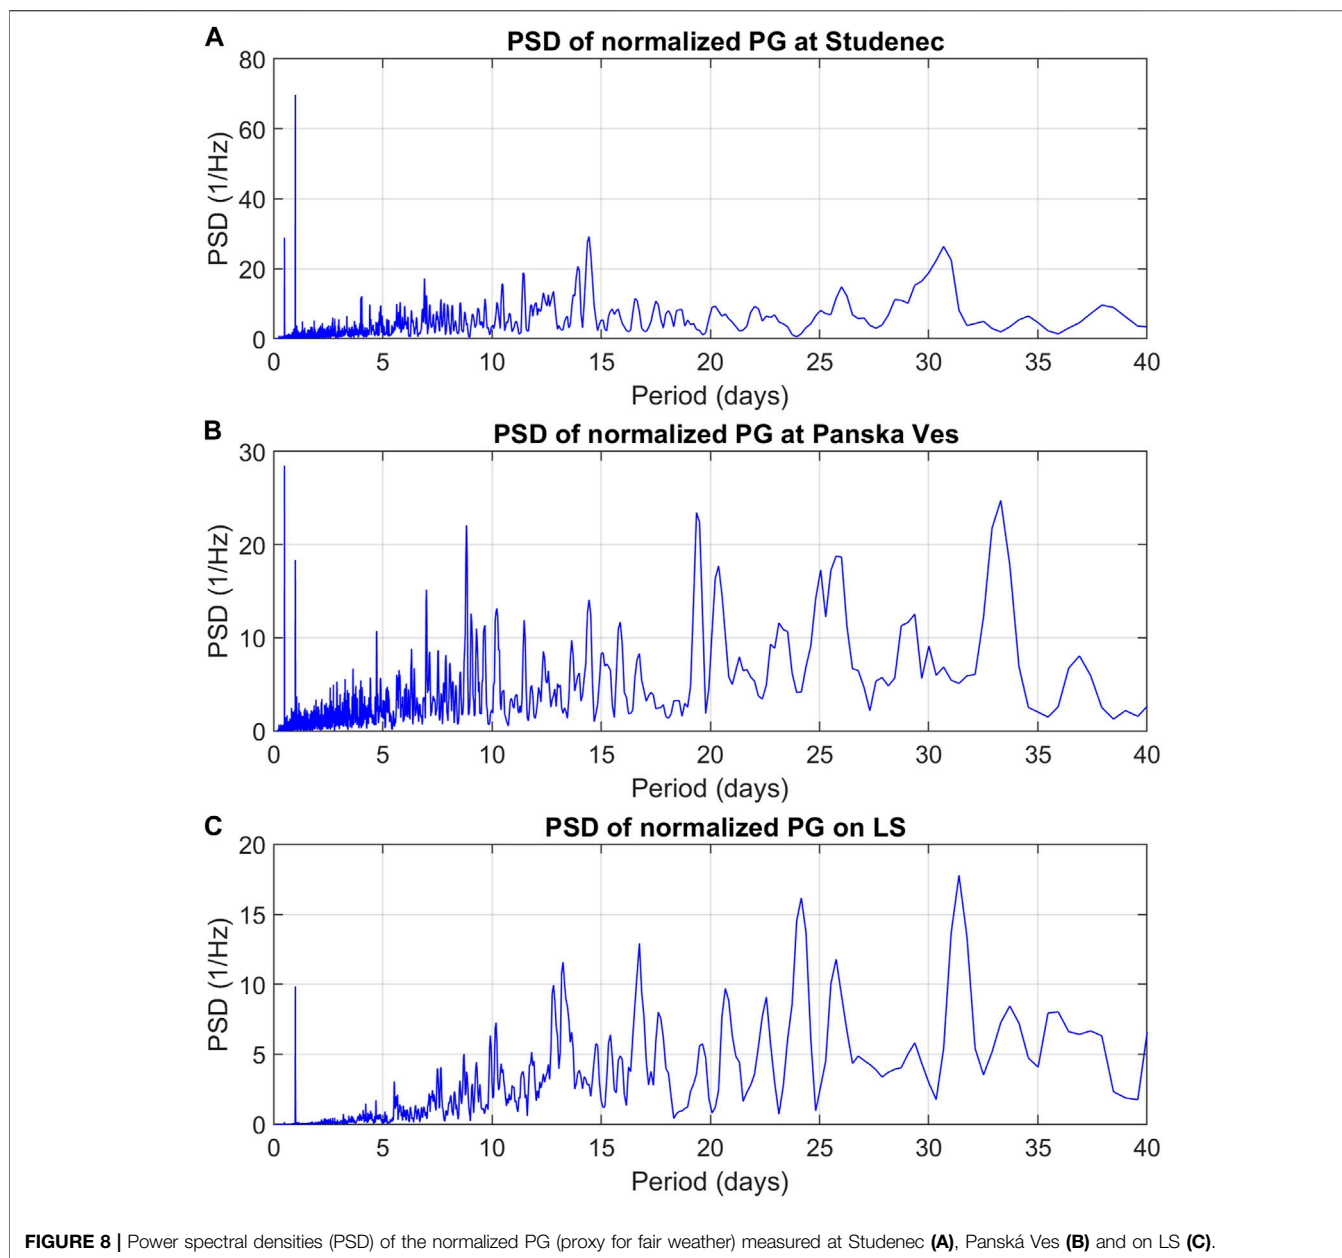 A
PSD of normalized PG at Studenec
80
60
40
20
0
PSD (1/Hz)
0 5 10 15 20 25 30 35 40
Period (days)
B
PSD of normalized PG at Panska Ves
30
20
10
0
PSD (1/Hz)
0 5 10 15 20 25 30 35 40
Period (days)
C
PSD of normalized PG on LS
20
15
10
5
0
PSD (1/Hz)
0 5 10 15 20 25 30 35 40
Period (days)
FIGURE 8 | Power spectral densities (PSD) of the normalized PG (proxy for fair weather) measured at Studenec (A), Panská Ves (B) and on LS (C).